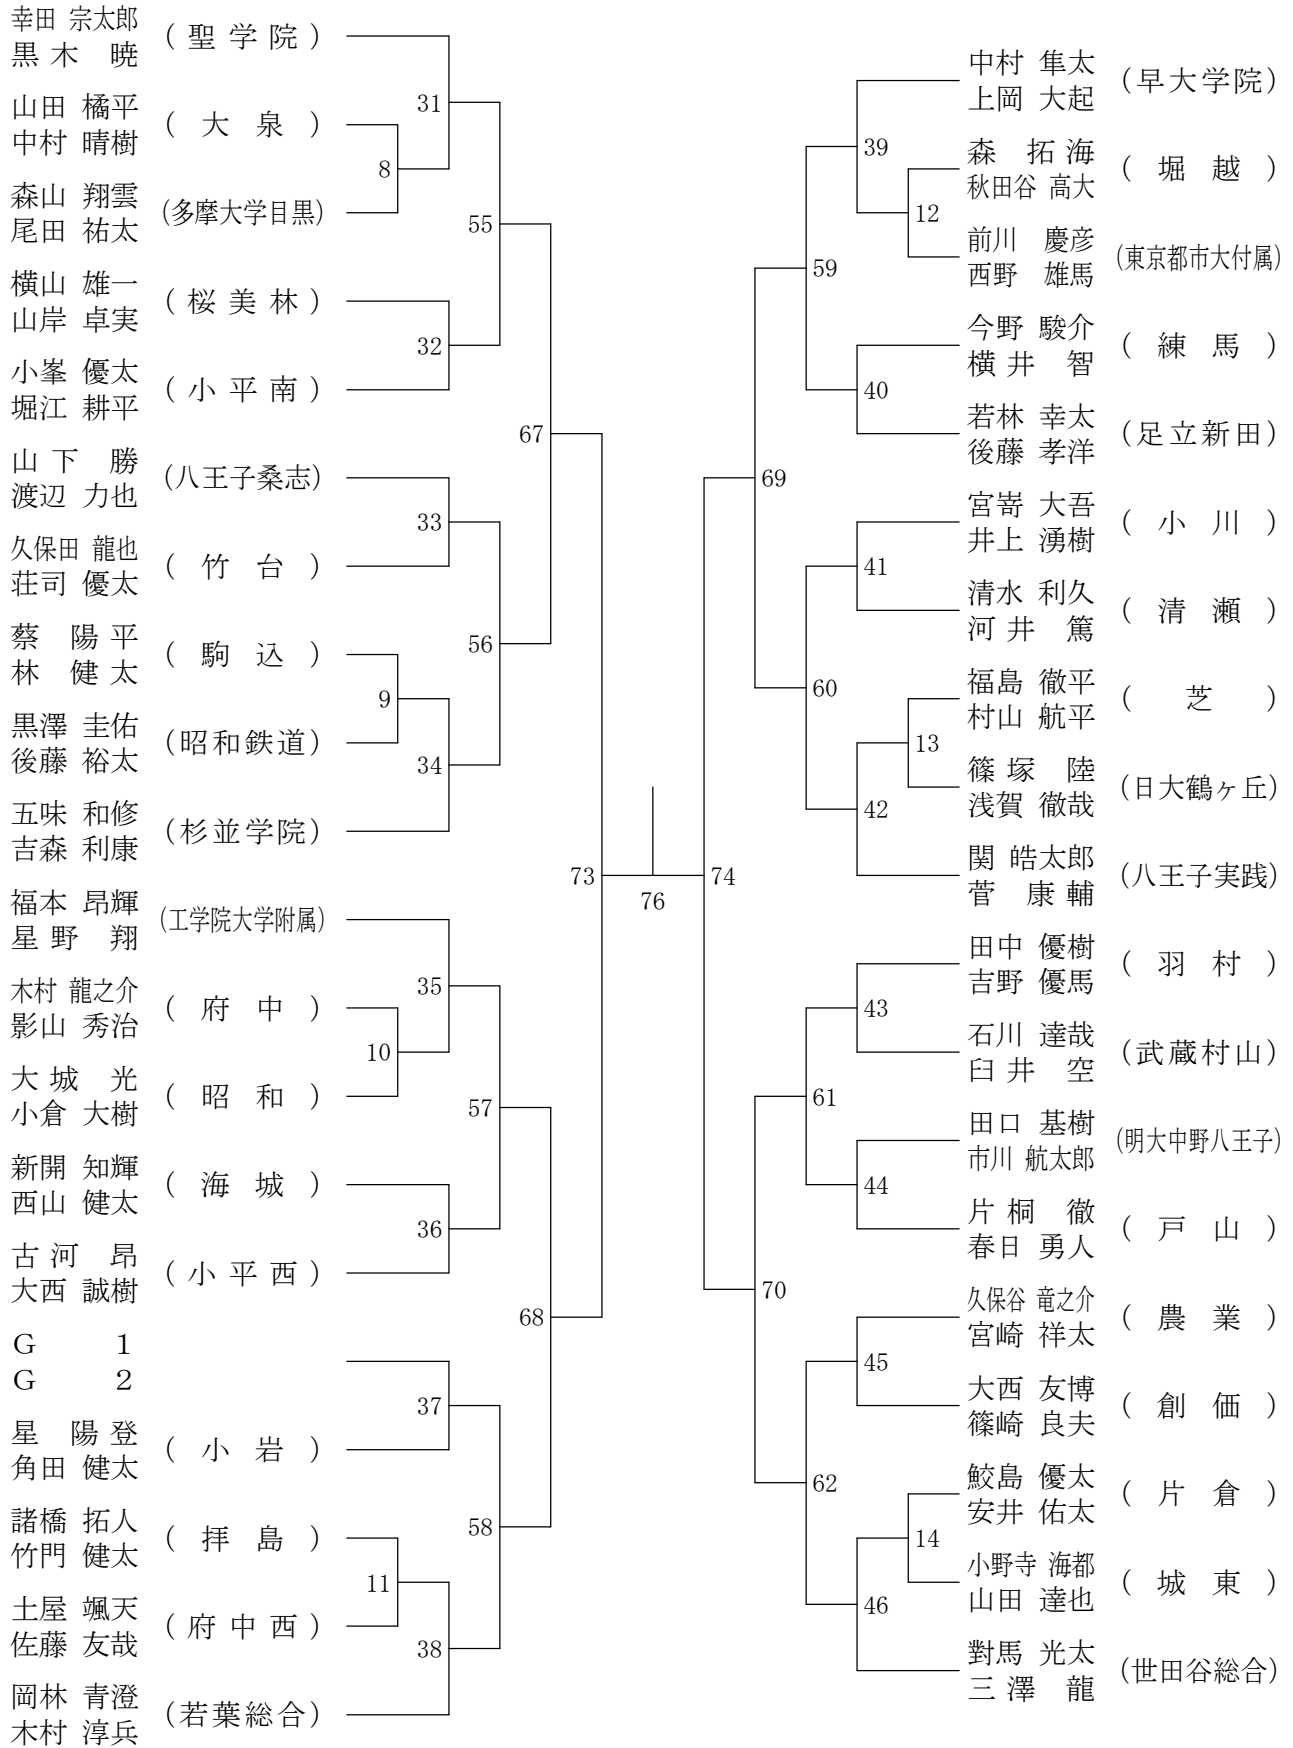 幸田 宗太郎
黒木 暁 (聖学院)
山田 橘平
中村 晴樹 (大泉)
森山 翔雲
尾田 祐太 (多摩大学目黒)
横山 雄一
山岸 卓実 (桜美林)
小峯 優太
堀江 耕平 (小平南)
山下 勝
渡辺 力也 (八王子桑志)
久保田 龍也
荘司 優太 (竹台)
蔡 陽平
林 健太 (駒込)
黒澤 圭佑
後藤 裕太 (昭和鉄道)
五味 和修
吉森 利康 (杉並学院)
福本 昂輝
星野 翔 (工学院大学附属)
木村 龍之介
影山 秀治 (府中)
大城 光
小倉 大樹 (昭和)
新開 知輝
西山 健太 (海城)
古河 昂
大西 誠樹 (小平西)
G 1
G 2
星 陽登
角田 健太 (小岩)
諸橋 拓人
竹門 健太 (拝島)
土屋 颯天
佐藤 友哉 (府中西)
岡林 青澄
木村 淳兵 (若葉総合)
31
8
55
32
67
33
56
9
34
73
35
10
57
36
68
37
58
11
38
76
74
39
12
59
40
69
41
60
13
42
43
61
44
70
45
62
14
46
中村 隼太
上岡 大起 (早大学院)
森 拓海
秋田谷 高大 (堀越)
前川 慶彦
西野 雄馬 (東京都市大付属)
今野 駿介
横井 智 (練馬)
若林 幸太
後藤 孝洋 (足立新田)
宮嵜 大吾
井上 湧樹 (小川)
清水 利久
河井 篤 (清瀬)
福島 徹平
村山 航平 (芝)
篠塚 陸
浅賀 徹哉 (日大鶴ヶ丘)
関 皓太郎
菅 康輔 (八王子実践)
田中 優樹
吉野 優馬 (羽村)
石川 達哉
臼井 空 (武蔵村山)
田口 基樹
市川 航太郎 (明大中野八王子)
片桐 徹
春日 勇人 (戸山)
久保谷 竜之介
宮崎 祥太 (農業)
大西 友博
篠崎 良夫 (創価)
鮫島 優太
安井 佑太 (片倉)
小野寺 海都
山田 達也 (城東)
對馬 光太
三澤 龍 (世田谷総合)